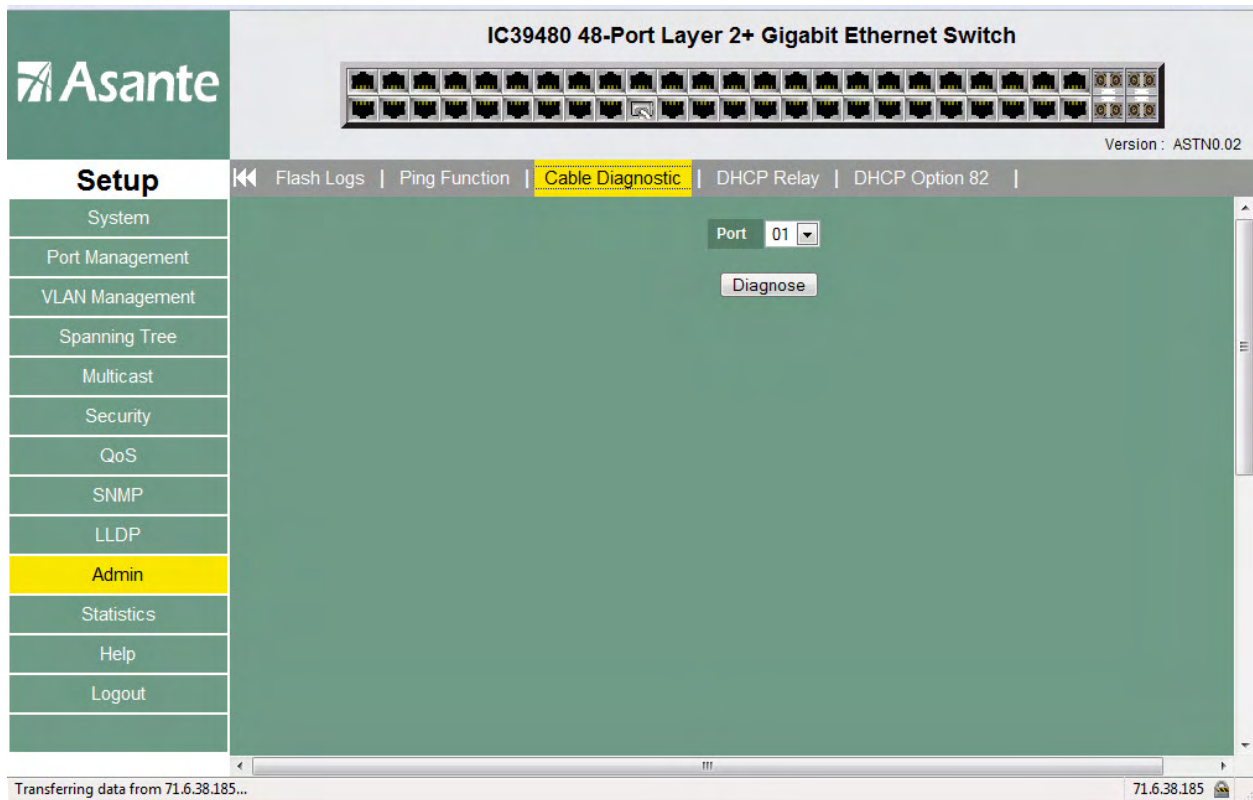 IC39480 48-Port Layer 2+ Gigabit Ethernet Switch
Asante
Version : ASTN0.02
Setup
Flash Logs | Ping Function | Cable Diagnostic | DHCP Relay | DHCP Option 82 |
System
Port Management
VLAN Management
Spanning Tree
Multicast
Security
QoS
SNMP
LLDP
Admin
Statistics
Help
Logout
Port 01
Diagnose
Transferring data from 71.6.38.185... 71.6.38.185